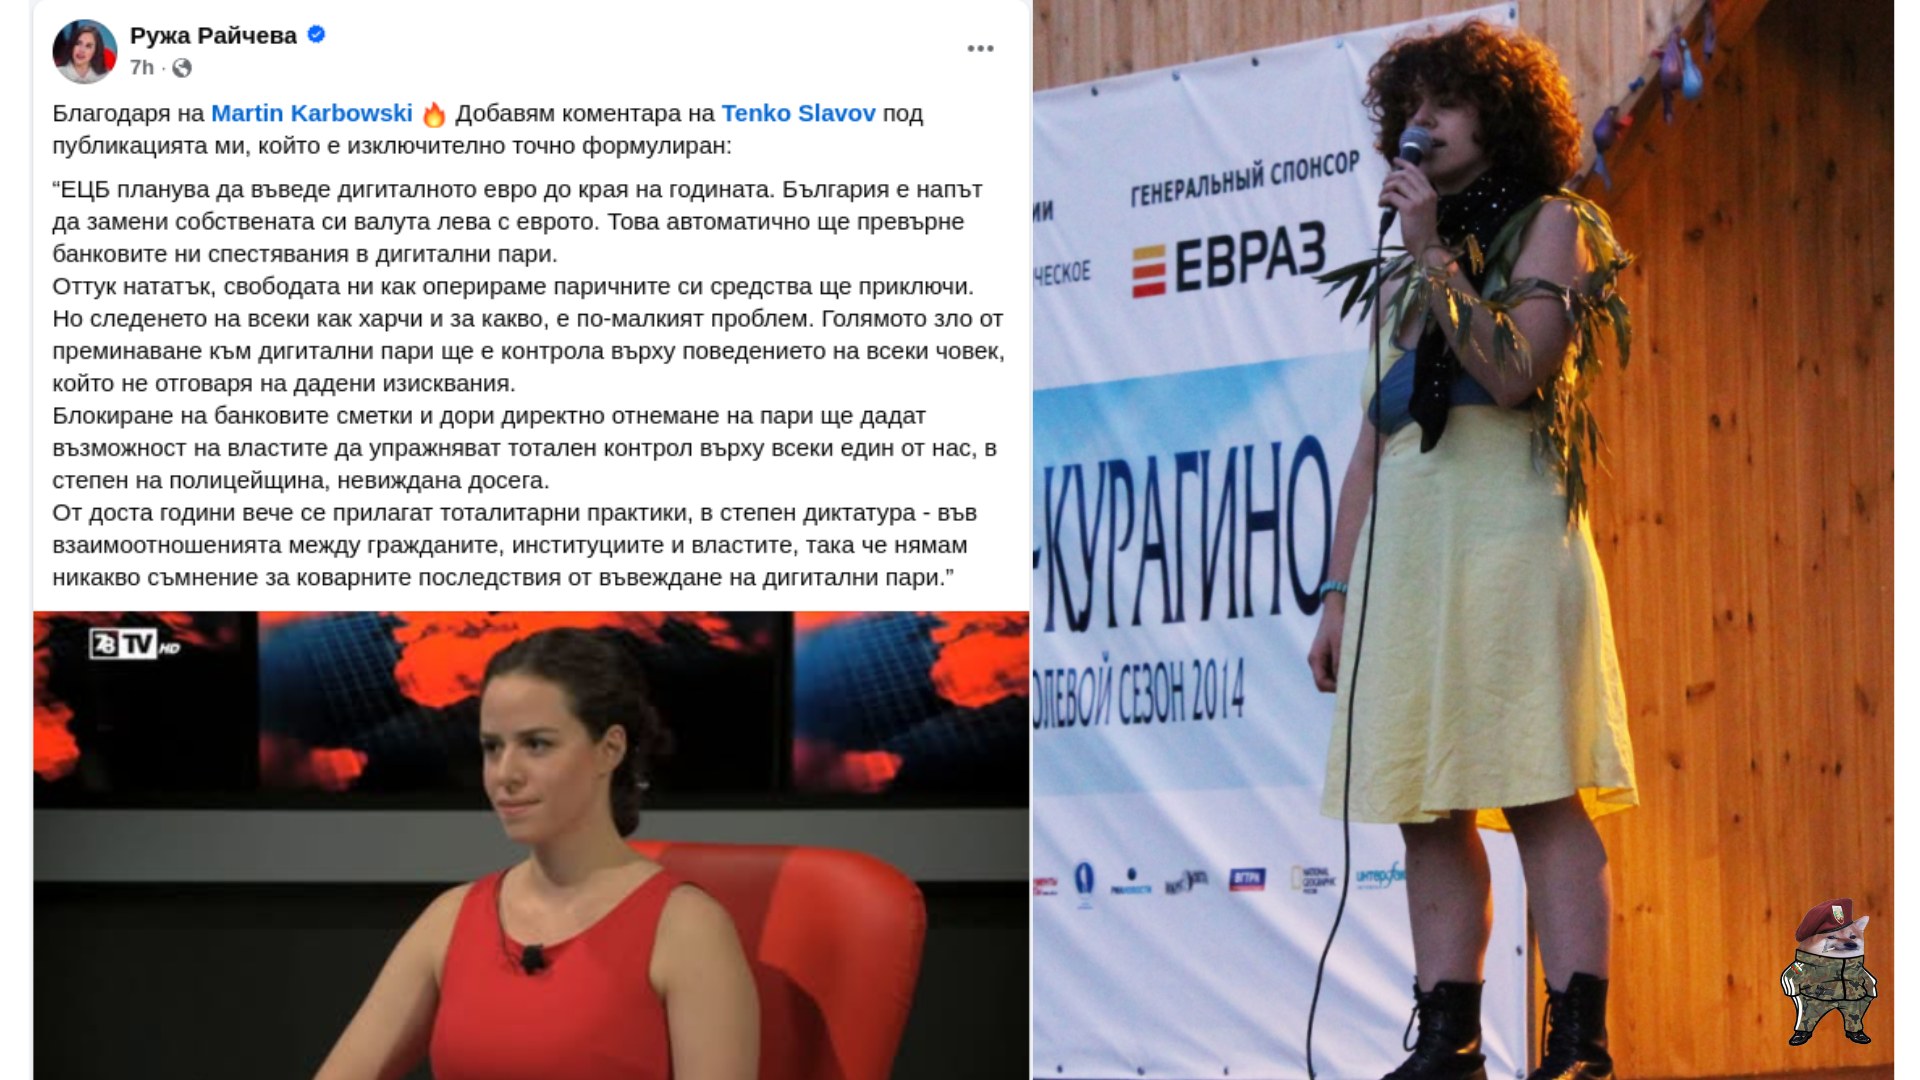 Ружа Райчева
7h ·
Благодаря на Martin Karbowski 🔥 Добавям коментара на Tenko Slavov под
публикацията ми, който е изключително точно формулиран:
“ЕЦБ планува да въведе дигиталното евро до края на годината. България е напът
да замени собствената си валута лева с еврото. Това автоматично ще превърне
банковите ни спестявания в дигитални пари.
Оттук нататък, свободата ни как оперираме паричните си средства ще приключи.
Но следенето на всеки как харчи и за какво, е по-малкият проблем. Голямото зло от
преминаване към дигитални пари ще е контрола върху поведението на всеки човек,
който не отговаря на дадени изисквания.
Блокиране на банковите сметки и дори директно отнемане на пари ще дадат
възможност на властите да упражняват тотален контрол върху всеки един от нас, в
степен на полицейщина, невиждана досега.
От доста години вече се прилагат тоталитарни практики, в степен диктатура - във
взаимоотношенията между гражданите, институциите и властите, така че нямам
никакво съмнение за коварните последствия от въвеждане на дигитални пари.”
7/8 TV HD
ИИ
ГЕНЕРАЛЬНЫЙ СПОНСОР
ЧЕСКОЕ
ЕВРАЗ
-КУРАГИНО
ОЛЕВОЙ СЕЗОН 2014
РИАНОВОСТИ
ВГТРК
NATIONAL
GEOGRAPHIC
интерфакс